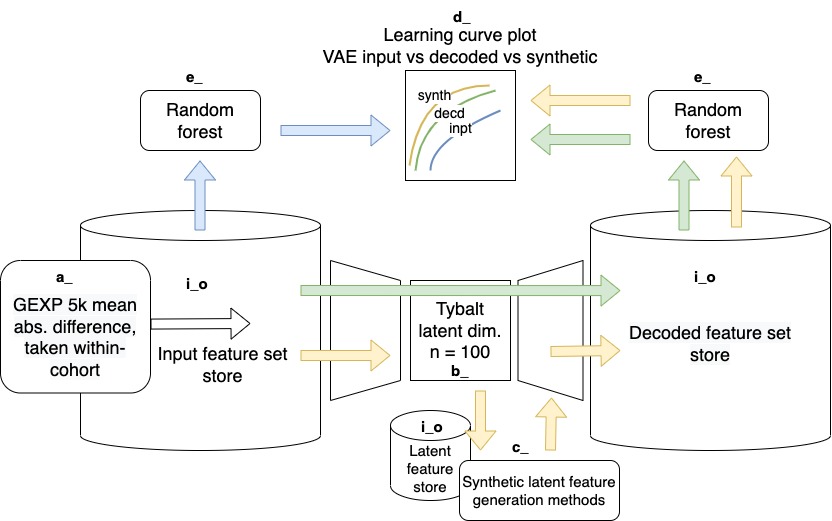 d_
Learning curve plot
VAE input vs decoded vs synthetic
e_
Random
forest
synth
decd
inpt
e_
Random
forest
a_
GEXP 5k mean
abs. difference,
taken within-
cohort
i_o
Input feature set
store
Tybalt
latent dim.
n = 100
b_
i_o
Decoded feature set
store
i_o
Latent
feature
store
c_
Synthetic latent feature
generation methods